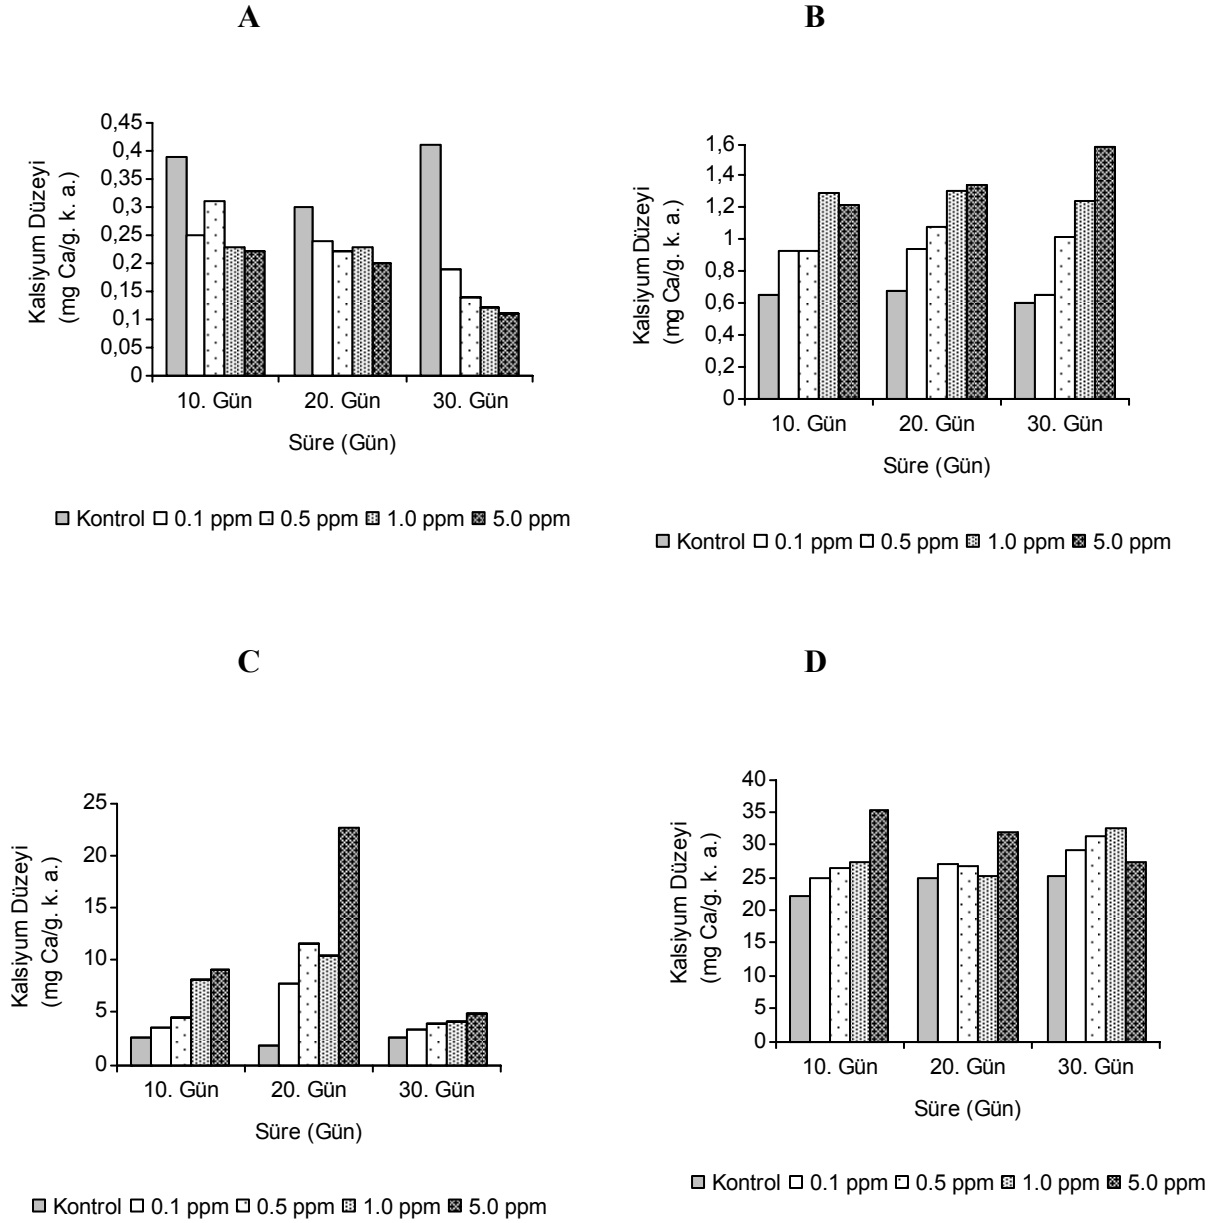 A
Kalsiyum Düzeyi
(mg Ca/g. k. a.)
0,45
0,4
0,35
0,3
0,25
0,2
0,15
0,1
0,05
0
10. Gün 20. Gün 30. Gün
Süre (Gün)
Kontrol 0.1 ppm 0.5 ppm 1.0 ppm 5.0 ppm
B
Kalsiyum Düzeyi
(mg Ca/g. k. a.)
1,6
1,4
1,2
1
0,8
0,6
0,4
0,2
0
10. Gün 20. Gün 30. Gün
Süre (Gün)
Kontrol 0.1 ppm 0.5 ppm 1.0 ppm 5.0 ppm
C
Kalsiyum Düzeyi
(mg Ca/g. k. a.)
25
20
15
10
5
0
10. Gün 20. Gün 30. Gün
Süre (Gün)
Kontrol 0.1 ppm 0.5 ppm 1.0 ppm 5.0 ppm
D
Kalsiyum Düzeyi
(mg Ca/g. k. a.)
40
35
30
25
20
15
10
5
0
10. Gün 20. Gün 30. Gün
Süre (Gün)
Kontrol 0.1 ppm 0.5 ppm 1.0 ppm 5.0 ppm